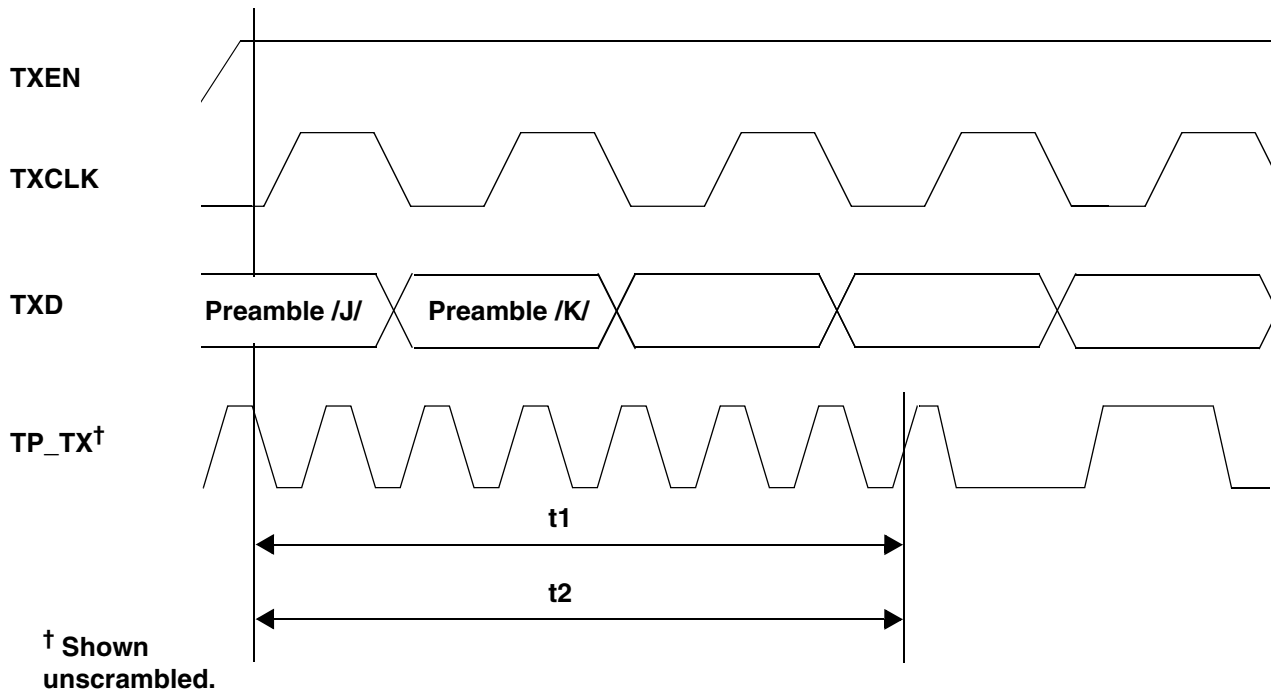 TXEN
TXCLK
TXD
Preamble /J/
Preamble /K/
TP_TX†
t1
t2
† Shown
unscrambled.